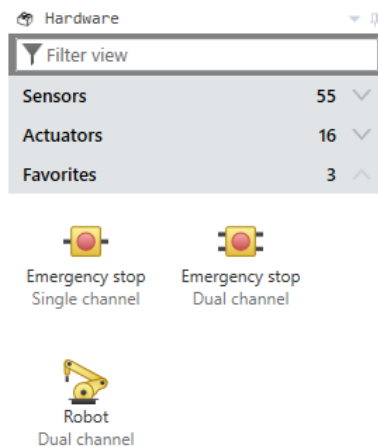 Hardware
Filter view
Sensors 55
Actuators 16
Favorites 3
Emergency stop Emergency stop
Single channel Dual channel
Robot
Dual channel